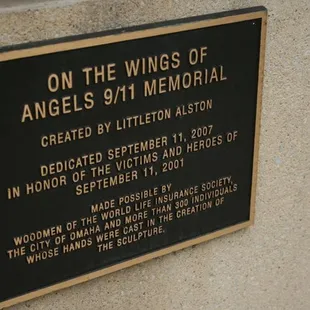 ON THE WINGS OF
ANGELS 9/11 MEMORIAL
CREATED BY LITTLETON ALSTON
DEDICATED SEPTEMBER 11, 2007
IN HONOR OF THE VICTIMS AND HEROES OF
SEPTEMBER 11, 2001
MADE POSSIBLE BY
WOODMEN OF THE WORLD LIFE INSURANCE SOCIETY,
THE CITY OF OMAHA AND MORE THAN 300 INDIVIDUALS
WHOSE HANDS WERE CAST IN THE CREATION OF
THE SCULPTURE.